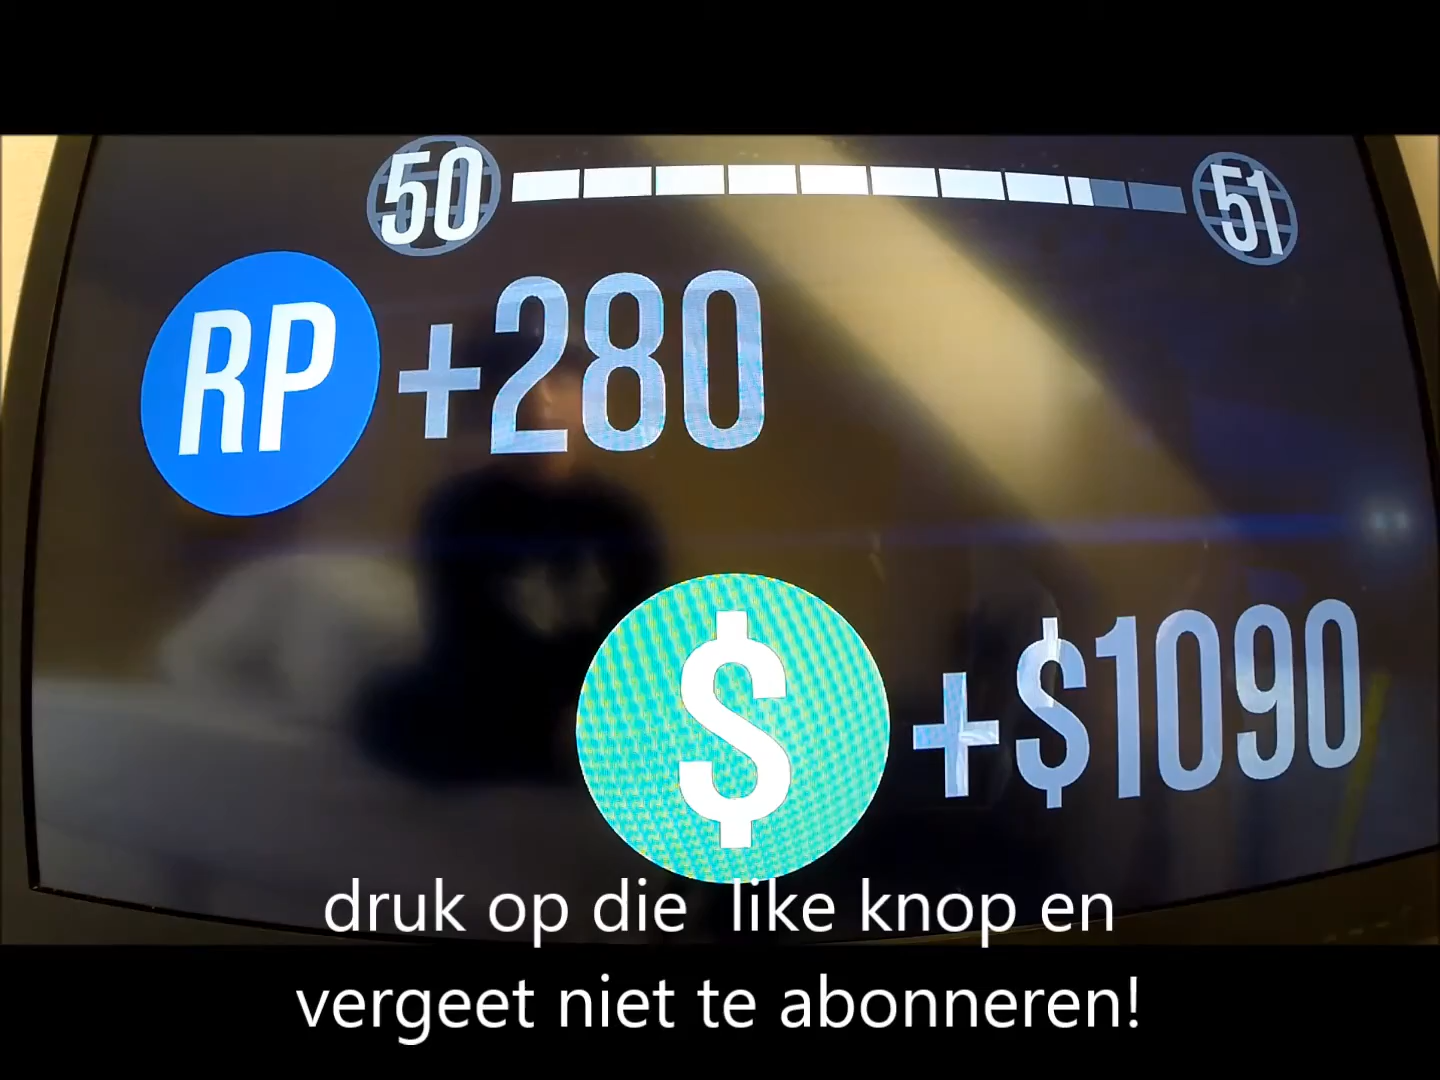 50 51
RP +280
$ +$1090
druk op die like knop en
vergeet niet te abonneren!